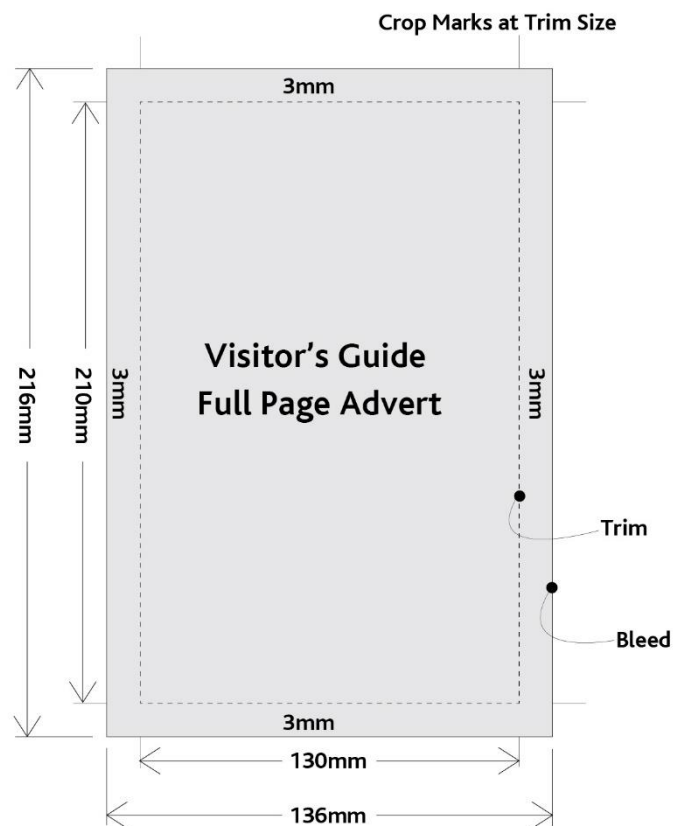 Crop Marks at Trim Size
3mm
Visitor's Guide
Full Page Advert
216mm
210mm
3mm
3mm
Trim
Bleed
3mm
130mm
136mm